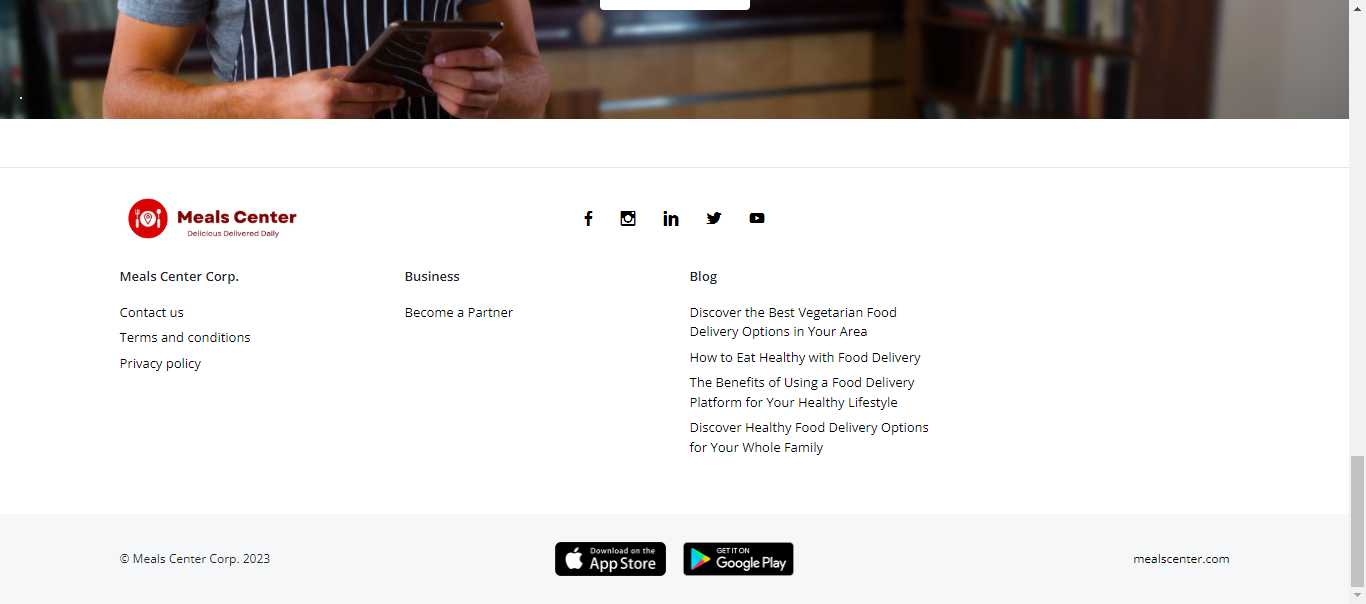 Meals Center
Delicious Delivered Daily
Meals Center Corp.
Contact us
Terms and conditions
Privacy policy
Business
Become a Partner
Blog
Discover the Best Vegetarian Food
Delivery Options in Your Area
How to Eat Healthy with Food Delivery
The Benefits of Using a Food Delivery
Platform for Your Healthy Lifestyle
Discover Healthy Food Delivery Options
for Your Whole Family
© Meals Center Corp. 2023
Download on the
App Store
GET IT ON
Google Play
mealscenter.com